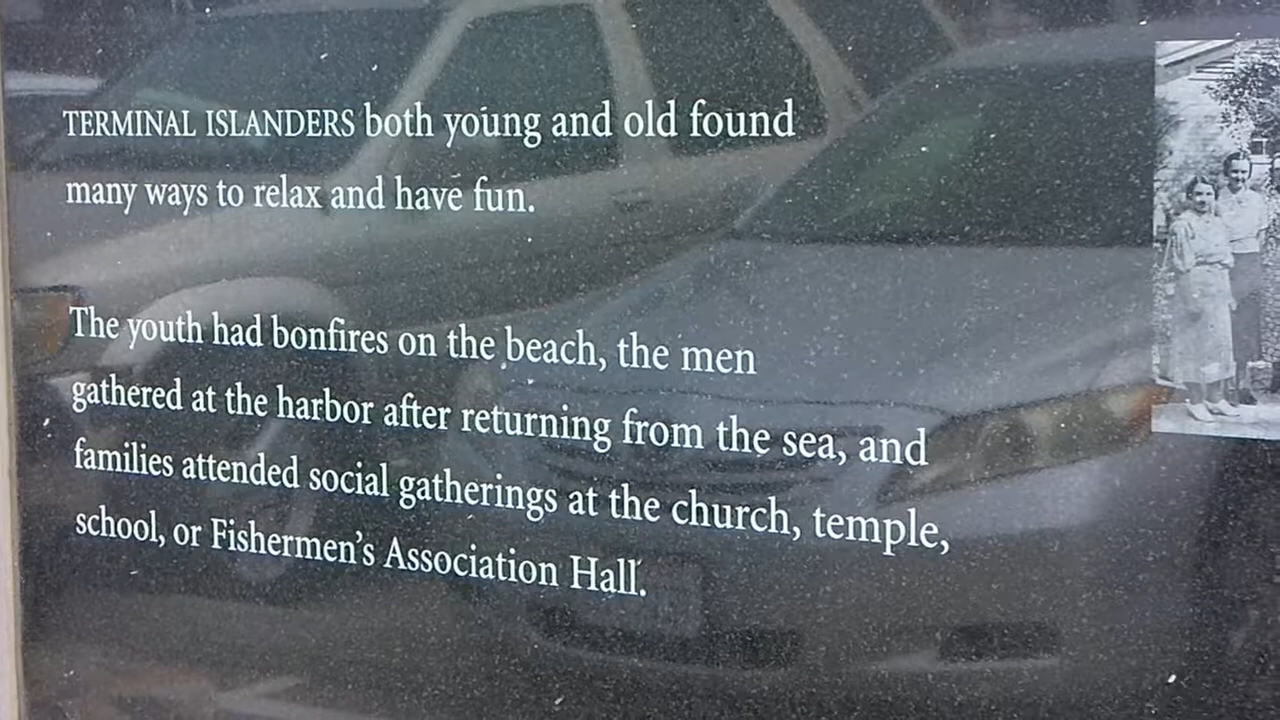 TERMINAL ISLANDERS both young and old found
many ways to relax and have fun.
The youth had bonfires on the beach, the men
gathered at the harbor after returning from the sea, and
families attended social gatherings at the church, temple,
school, or Fishermen's Association Hall.